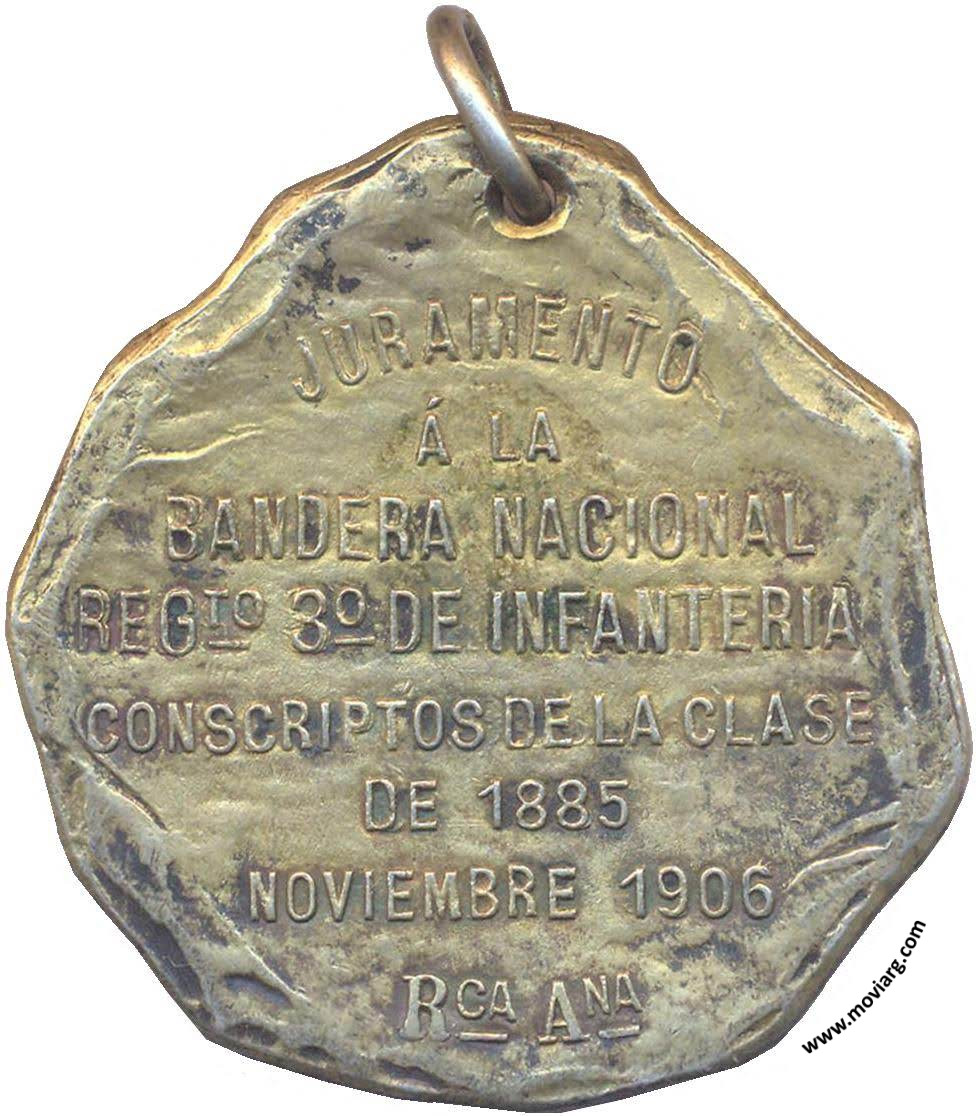 JURAMENTO
Á LA
BANDERA NACIONAL
REGTO 3º DE INFANTERIA
CONSCRIPTOS DE LA CLASE
DE 1885
NOVIEMBRE 1906
RCA ANA
www.moviarg.com